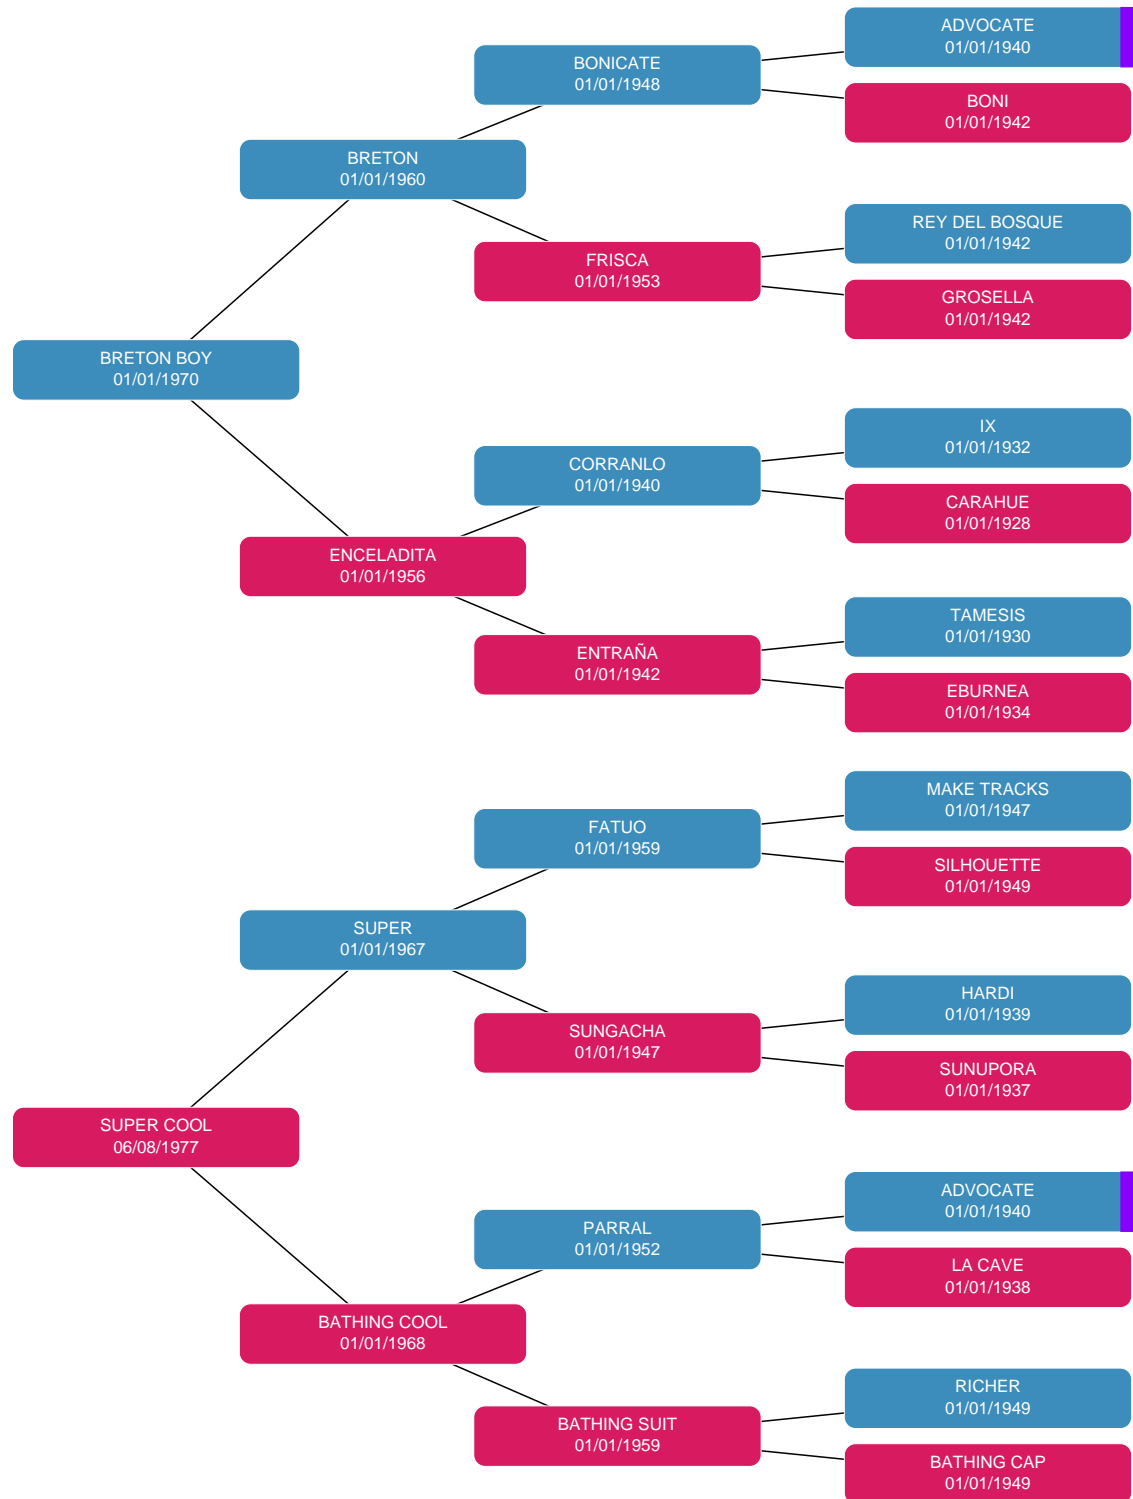 ADVOCATE
01/01/1940
BONICATE
01/01/1948
BONI
01/01/1942
BRETON
01/01/1960
REY DEL BOSQUE
01/01/1942
FRISCA
01/01/1953
GROSELLA
01/01/1942
BRETON BOY
01/01/1970
IX
01/01/1932
CORRANLO
01/01/1940
CARAHUE
01/01/1928
ENCELADITA
01/01/1956
TAMESIS
01/01/1930
ENTRAÑA
01/01/1942
EBURNEA
01/01/1934
MAKE TRACKS
01/01/1947
FATUO
01/01/1959
SILHOUETTE
01/01/1949
SUPER
01/01/1967
HARDI
01/01/1939
SUNGACHA
01/01/1947
SUNUPORA
01/01/1937
SUPER COOL
06/08/1977
ADVOCATE
01/01/1940
PARRAL
01/01/1952
LA CAVE
01/01/1938
BATHING COOL
01/01/1968
RICHER
01/01/1949
BATHING SUIT
01/01/1959
BATHING CAP
01/01/1949